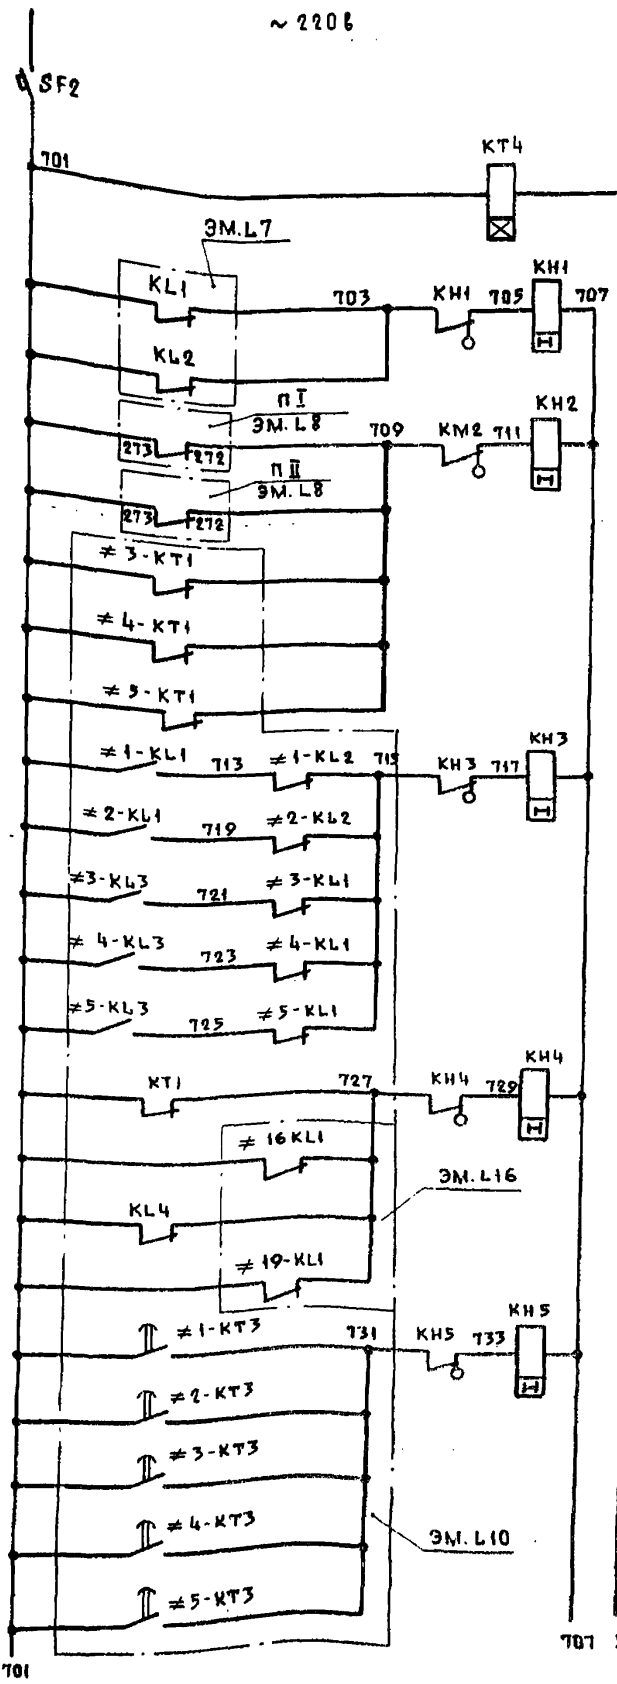 ~ 220 в
SF2
701
КТ4
ЭМ.L7
KL1
703
КН1
705
КН1
707
KL2
П I
ЭМ. L8
273
272
709
КМ2
711
КН2
П II
ЭМ. L8
273
272
≠ 3-КТ1
≠ 4-КТ1
≠ 5-КТ1
≠1-KL1
713
≠1-KL2
715
КН3
717
КН3
≠2-KL1
719
≠2-KL2
≠3-KL3
721
≠3-KL1
≠ 4-KL3
723
≠4-KL1
≠5-KL3
725
≠5-KL1
КТ1
727
КН4
729
КН4
≠ 16KL1
ЭМ.L16
KL4
≠ 19-KL1
≠1-КТ3
731
КН5
733
КН5
≠2-КТ3
≠3-КТ3
≠4-КТ3
ЭМ.L10
≠5-КТ3
707
701